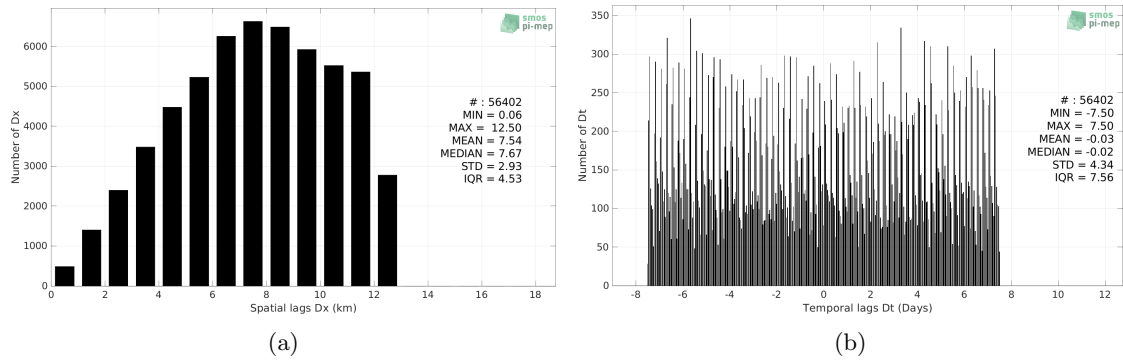 smos
pi-mep
6000
5000
4000
3000
2000
1000
0
Number of Dx
# : 56402
MIN = 0.06
MAX = 12.50
MEAN = 7.54
MEDIAN = 7.67
STD = 2.93
IQR = 4.53
0 2 4 6 8 10 12 14 16 18
Spatial lags Dx (km)
(a)
smos
pi-mep
350
300
250
200
150
100
50
0
Number of Dt
# : 56402
MIN = -7.50
MAX = 7.50
MEAN = -0.03
MEDIAN = -0.02
STD = 4.34
IQR = 7.56
-8 -6 -4 -2 0 2 4 6 8 10 12
Temporal lags Dt (Days)
(b)